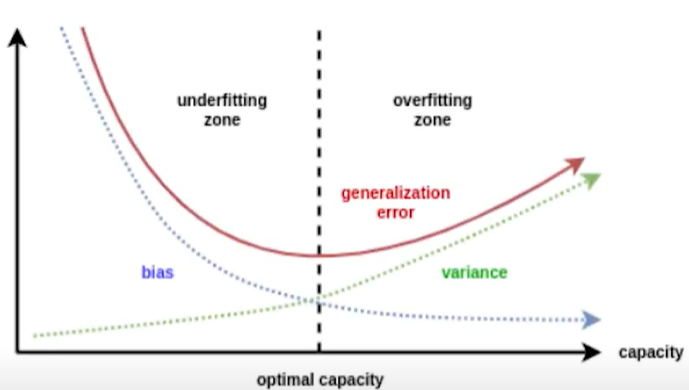 underfitting
zone
overfitting
zone
generalization
error
bias
variance
capacity
optimal capacity